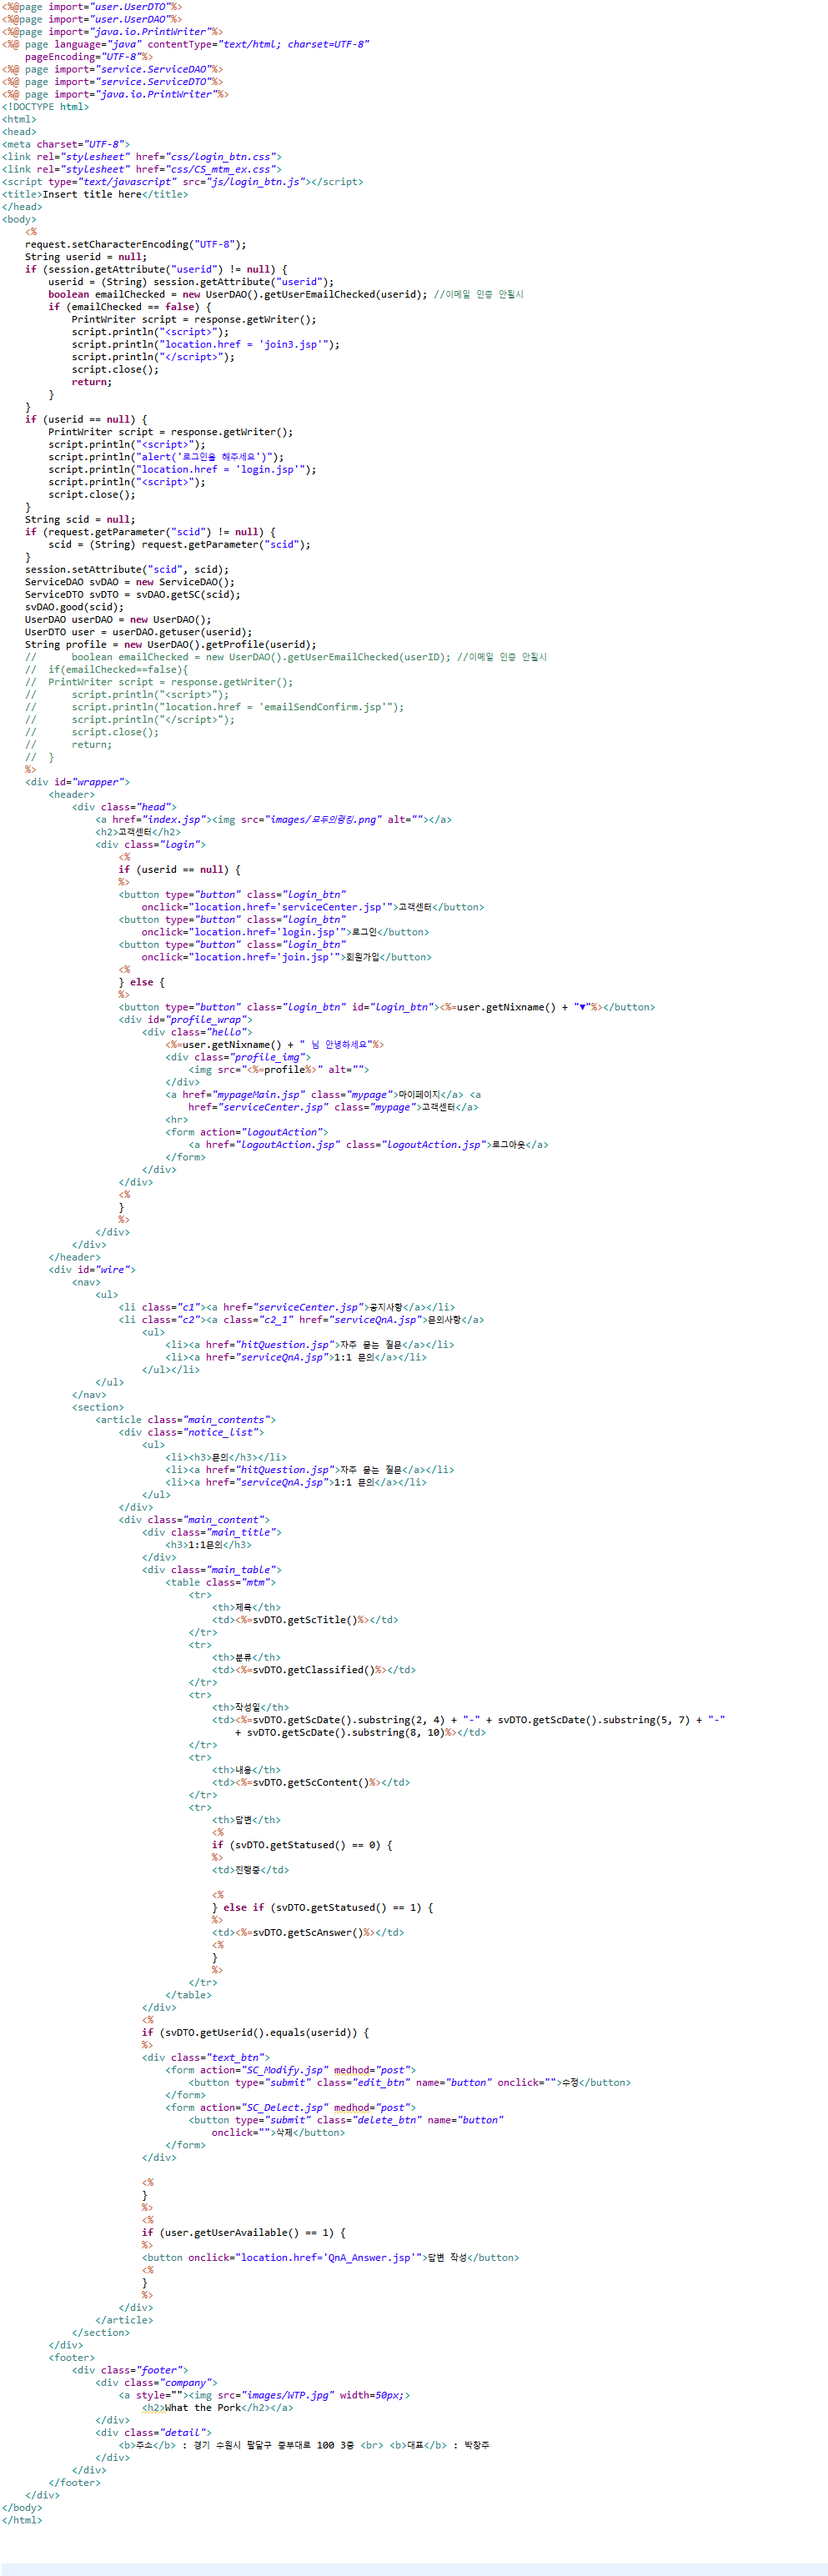 <%@page import="user.UserDTO"%>
<%@page import="user.UserDAO"%>
<%@page import="java.io.PrintWriter"%>
<%@ page language="java" contentType="text/html; charset=UTF-8"
    pageEncoding="UTF-8"%>
<%@ page import="service.ServiceDAO"%>
<%@ page import="service.ServiceDTO"%>
<%@ page import="java.io.PrintWriter"%>
<!DOCTYPE html>
<html>
<head>
<meta charset="UTF-8">
<link rel="stylesheet" href="css/login_btn.css">
<link rel="stylesheet" href="css/CS_mtm_ex.css">
<script type="text/javascript" src="js/login_btn.js"></script>
<title>Insert title here</title>
</head>
<body>
    <%
    request.setCharacterEncoding("UTF-8");
    String userid = null;
    if (session.getAttribute("userid") != null) {
        userid = (String) session.getAttribute("userid");
        boolean emailChecked = new UserDAO().getUserEmailChecked(userid); //이메일 인증 안될시
        if (emailChecked == false) {
            PrintWriter script = response.getWriter();
            script.println("<script>");
            script.println("location.href = 'join3.jsp'");
            script.println("</script>");
            script.close();
            return;
        }
    }
    if (userid == null) {
        PrintWriter script = response.getWriter();
        script.println("<script>");
        script.println("alert('로그인을 해주세요')");
        script.println("location.href = 'login.jsp'");
        script.println("<script>");
        script.close();
    }
    String scid = null;
    if (request.getParameter("scid") != null) {
        scid = (String) request.getParameter("scid");
    }
    session.setAttribute("scid", scid);
    ServiceDAO svDAO = new ServiceDAO();
    ServiceDTO svDTO = svDAO.getSC(scid);
    svDAO.good(scid);
    UserDAO userDAO = new UserDAO();
    UserDTO user = userDAO.getuser(userid);
    String profile = new UserDAO().getProfile(userid);
    //      boolean emailChecked = new UserDAO().getUserEmailChecked(userID); //이메일 인증 안될시
    //  if(emailChecked==false){
    //  PrintWriter script = response.getWriter();
    //      script.println("<script>");
    //      script.println("location.href = 'emailSendConfirm.jsp'");
    //      script.println("</script>");
    //      script.close();
    //      return;
    //  }
    %>
    <div id="wrapper">
        <header>
            <div class="head">
                <a href="index.jsp"><img src="images/모두의랭킹.png" alt=""></a>
                <h2>고객센터</h2>
                <div class="login">
                    <%
                    if (userid == null) {
                    %>
                    <button type="button" class="login_btn"
                        onclick="location.href='serviceCenter.jsp'">고객센터</button>
                    <button type="button" class="login_btn"
                        onclick="location.href='login.jsp'">로그인</button>
                    <button type="button" class="login_btn"
                        onclick="location.href='join.jsp'">회원가입</button>
                    <%
                    } else {
                    %>
                    <button type="button" class="login_btn" id="login_btn"><%=user.getNixname() + "▼"%></button>
                    <div id="profile_wrap">
                        <div class="hello">
                            <%=user.getNixname() + " 님 안녕하세요"%>
                            <div class="profile_img">
                                <img src="<%=profile%>" alt="">
                            </div>
                            <a href="mypageMain.jsp" class="mypage">마이페이지</a> <a
                                href="serviceCenter.jsp" class="mypage">고객센터</a>
                            <hr>
                            <form action="logoutAction">
                                <a href="logoutAction.jsp" class="logoutAction.jsp">로그아웃</a>
                            </form>
                        </div>
                    </div>
                    <%
                    }
                    %>
                </div>
            </div>
        </header>
        <div id="wire">
            <nav>
                <ul>
                    <li class="c1"><a href="serviceCenter.jsp">공지사항</a></li>
                    <li class="c2"><a class="c2_1" href="serviceQnA.jsp">문의사항</a>
                        <ul>
                            <li><a href="hitQuestion.jsp">자주 묻는 질문</a></li>
                            <li><a href="serviceQnA.jsp">1:1 문의</a></li>
                        </ul></li>
                </ul>
            </nav>
            <section>
                <article class="main_contents">
                    <div class="notice_list">
                        <ul>
                            <li><h3>문의</h3></li>
                            <li><a href="hitQuestion.jsp">자주 묻는 질문</a></li>
                            <li><a href="serviceQnA.jsp">1:1 문의</a></li>
                        </ul>
                    </div>
                    <div class="main_content">
                        <div class="main_title">
                            <h3>1:1문의</h3>
                        </div>
                        <div class="main_table">
                            <table class="mtm">
                                <tr>
                                    <th>제목</th>
                                    <td><%=svDTO.getScTitle()%></td>
                                </tr>
                                <tr>
                                    <th>분류</th>
                                    <td><%=svDTO.getClassified()%></td>
                                </tr>
                                <tr>
                                    <th>작성일</th>
                                    <td><%=svDTO.getScDate().substring(2, 4) + "-" + svDTO.getScDate().substring(5, 7) + "-"
                                        + svDTO.getScDate().substring(8, 10)%></td>
                                </tr>
                                <tr>
                                    <th>내용</th>
                                    <td><%=svDTO.getScContent()%></td>
                                </tr>
                                <tr>
                                    <th>답변</th>
                                    <%
                                    if (svDTO.getStatused() == 0) {
                                    %>
                                    <td>진행중</td>

                                    <%
                                    } else if (svDTO.getStatused() == 1) {
                                    %>
                                    <td><%=svDTO.getScAnswer()%></td>
                                    <%
                                    }
                                    %>
                                </tr>
                            </table>
                        </div>
                        <%
                        if (svDTO.getUserid().equals(userid)) {
                        %>
                        <div class="text_btn">
                            <form action="SC_Modify.jsp" medhod="post">
                                <button type="submit" class="edit_btn" name="button" onclick="">수정</button>
                            </form>
                            <form action="SC_Delect.jsp" medhod="post">
                                <button type="submit" class="delete_btn" name="button"
                                    onclick="">삭제</button>
                            </form>
                        </div>

                        <%
                        }
                        %>
                        <%
                        if (user.getUserAvailable() == 1) {
                        %>
                        <button onclick="location.href='QnA_Answer.jsp'">답변 작성</button>
                        <%
                        }
                        %>
                    </div>
                </article>
            </section>
        </div>
        <footer>
            <div class="footer">
                <div class="company">
                    <a style=""><img src="images/WTP.jpg" width=50px;>
                        <h2>What the Pork</h2></a>
                </div>
                <div class="detail">
                    <b>주소</b> : 경기 수원시 팔달구 중부대로 100 3층 <br> <b>대표</b> : 박창주
                </div>
            </div>
        </footer>
    </div>
</body>
</html>